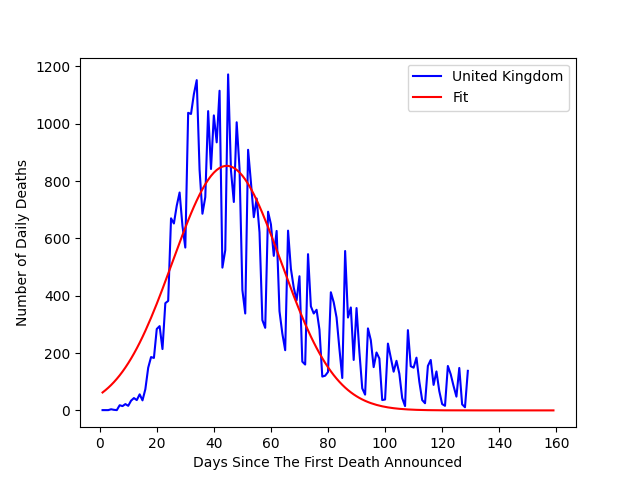 United Kingdom
Fit
1200
1000
800
600
400
200
0
Number of Daily Deaths
0 20 40 60 80 100 120 140 160
Days Since The First Death Announced